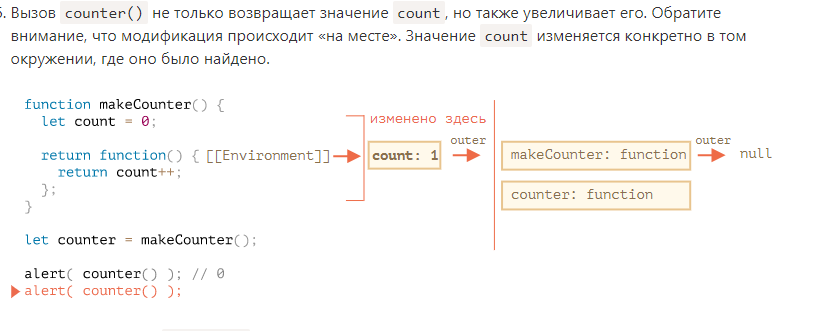 5. Вызов counter() не только возвращает значение count, но также увеличивает его. Обратите
внимание, что модификация происходит «на месте». Значение count изменяется конкретно в том
окружении, где оно было найдено.
function makeCounter() {
let count = 0;
изменено здесь
return function() { [[Environment]]
count: 1
outer
makeCounter: function
outer
null
return count++;
};
counter: function
}
let counter = makeCounter();
alert( counter() ); // 0
alert( counter() );